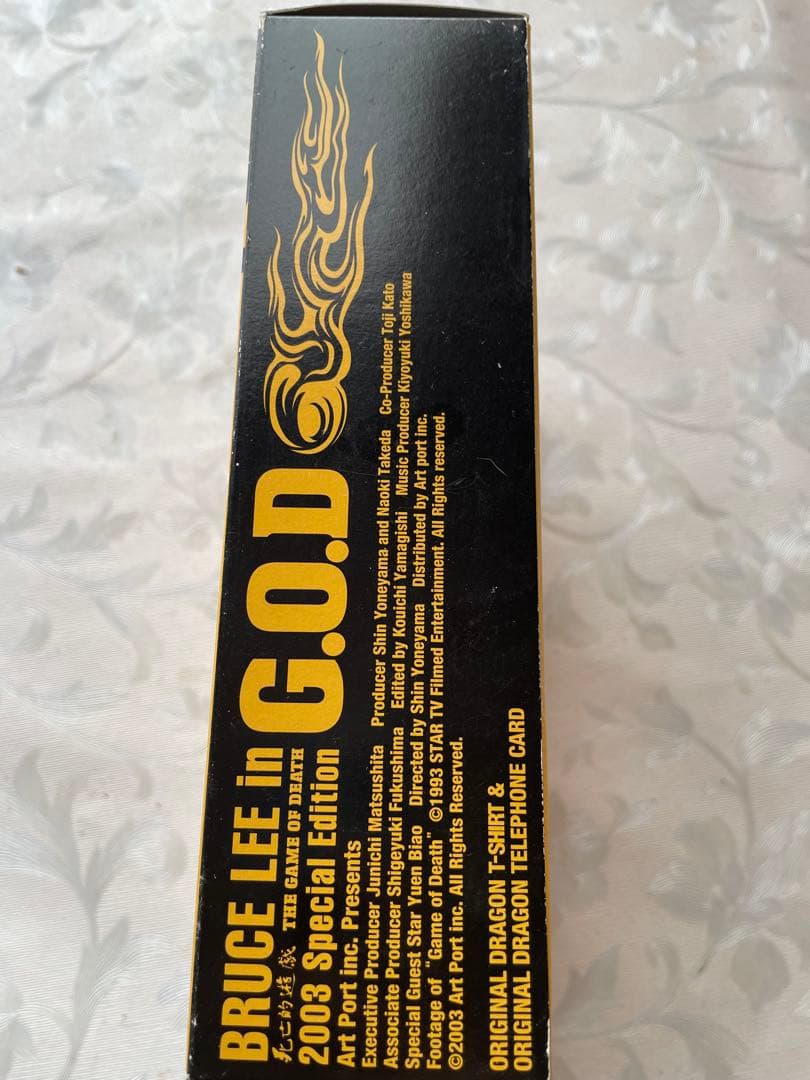 BRUCE LEE in G.O.D
死亡的遊戯 THE GAME OF DEATH
2003 Special Edition
Art Port inc. Presents
Executive Producer Junichi Matsushita Producer Shin Yoneyama and Naoki Takeda Co-Producer Toji Kato
Associate Producer Shigeyuki Fukushima Edited by Kouichi Yamagishi Music Producer Kiyoyuki Yoshikawa
Special Guest Star Yuen Biao Directed by Shin Yoneyama Distributed by Art port inc.
Footage of "Game of Death" ©1993 STAR TV Filmed Entertainment. All Rights reserved.
©2003 Art Port inc. All Rights Reserved.
ORIGINAL DRAGON T-SHIRT &
ORIGINAL DRAGON TELEPHONE CARD